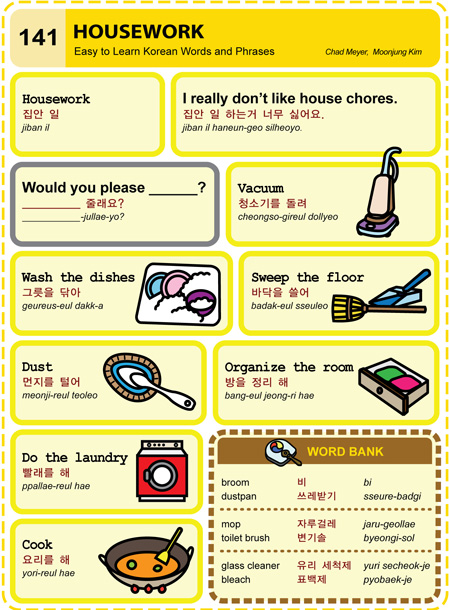 141
HOUSEWORK
Easy to Learn Korean Words and Phrases
Chad Meyer, Moonjung Kim
Housework
집안 일
jiban il
I really don't like house chores.
집안 일 하는거 너무 싫어요.
jiban il haneun-geo silheoyo.
Would you please ______?
________ 줄래요?
____________-jullae-yo?
Vacuum
청소기를 돌려
cheongso-gireul dollyeo
Wash the dishes
그릇을 닦아
geureus-eul dakk-a
Sweep the floor
바닥을 쓸어
badak-eul sseuleo
Dust
먼지를 털어
meonji-reul teoleo
Organize the room
방을 정리 해
bang-eul jeong-ri hae
Do the laundry
빨래를 해
ppallae-reul hae
Cook
요리를 해
yori-reul hae
WORD BANK
broom 비 bi
dustpan 쓰레받기 sseure-badgi
mop 자루걸레 jaru-geollae
toilet brush 변기솔 byeongi-sol
glass cleaner 유리 세척제 yuri secheok-je
bleach 표백제 pyobaek-je